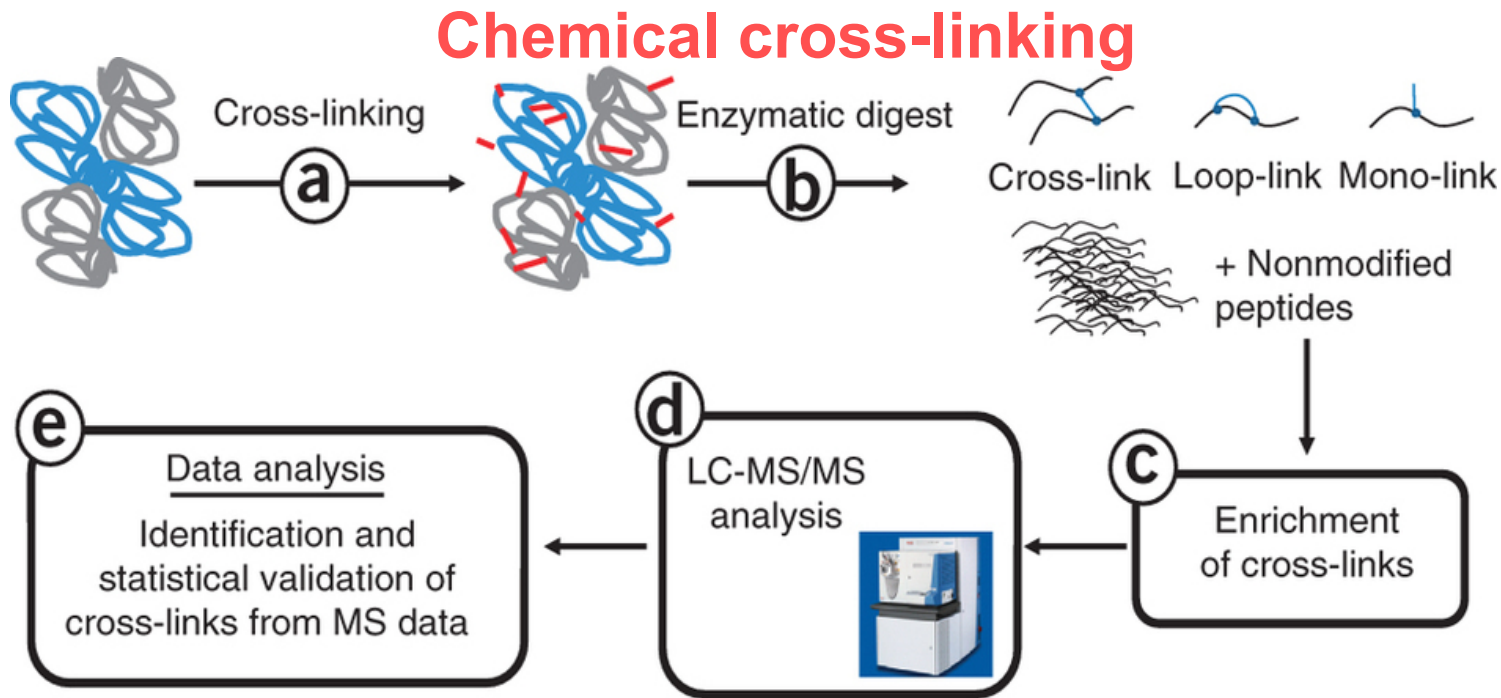 Chemical cross-linking
Cross-linking
a
Enzymatic digest
b
Cross-link
Loop-link
Mono-link
+ Nonmodified
peptides
c
Enrichment
of cross-links
d
LC-MS/MS
analysis
e
Data analysis
Identification and
statistical validation of
cross-links from MS data